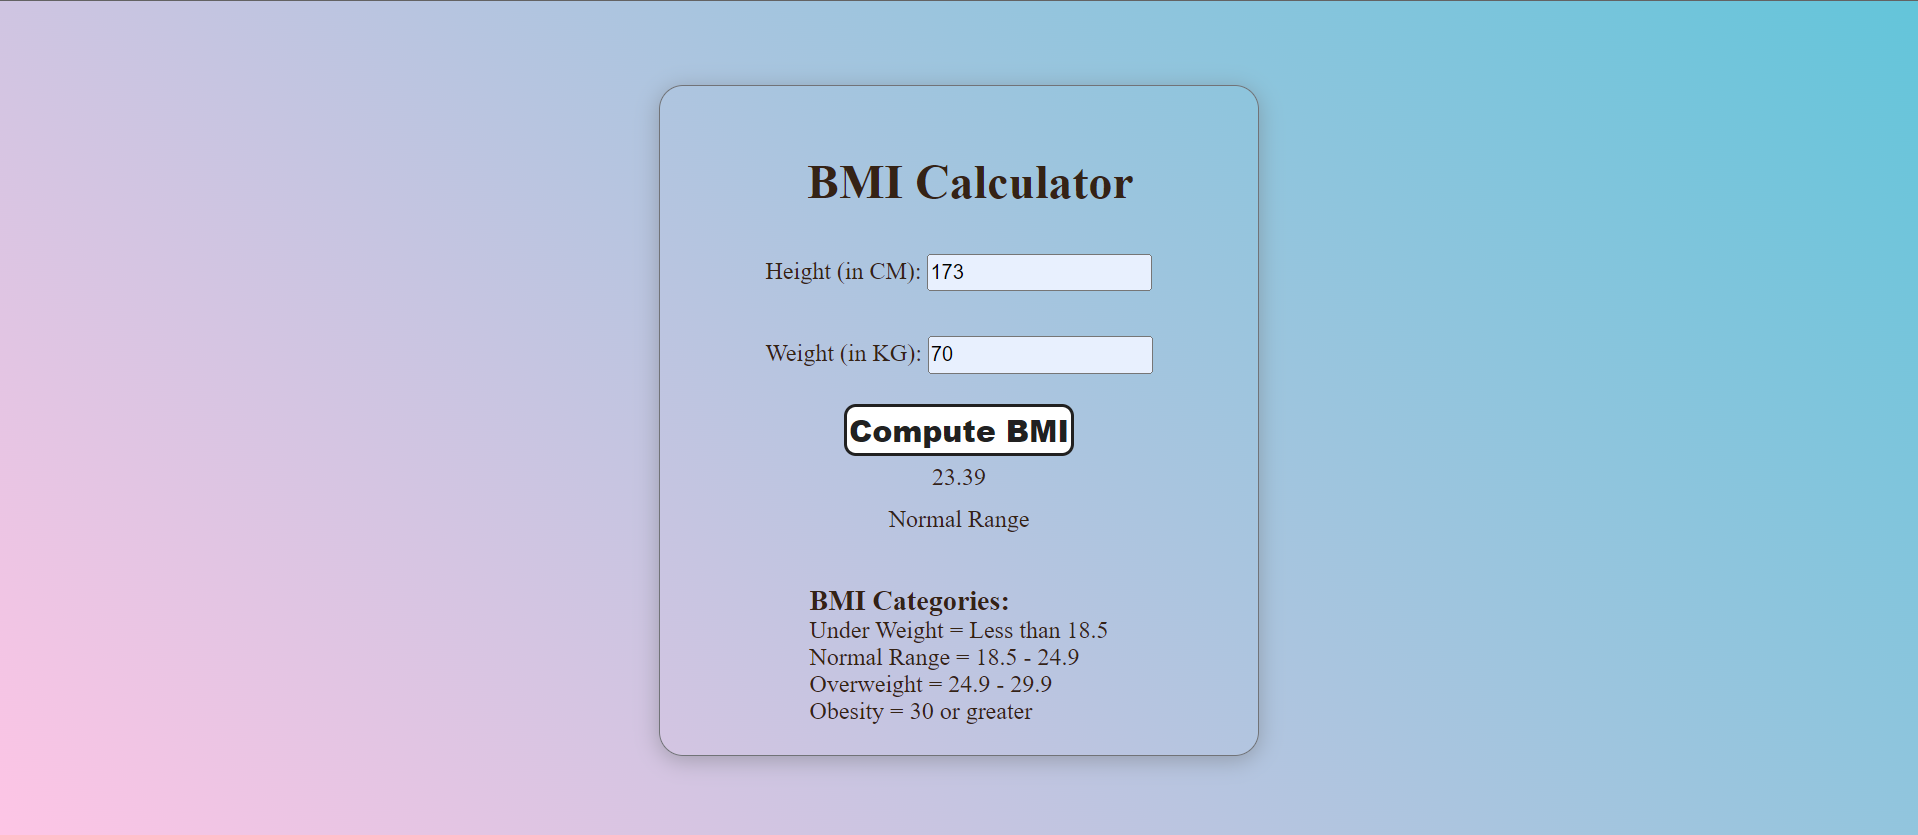 BMI Calculator
Height (in CM): 173
Weight (in KG): 70
Compute BMI
23.39
Normal Range
BMI Categories:
Under Weight = Less than 18.5
Normal Range = 18.5 - 24.9
Overweight = 24.9 - 29.9
Obesity = 30 or greater